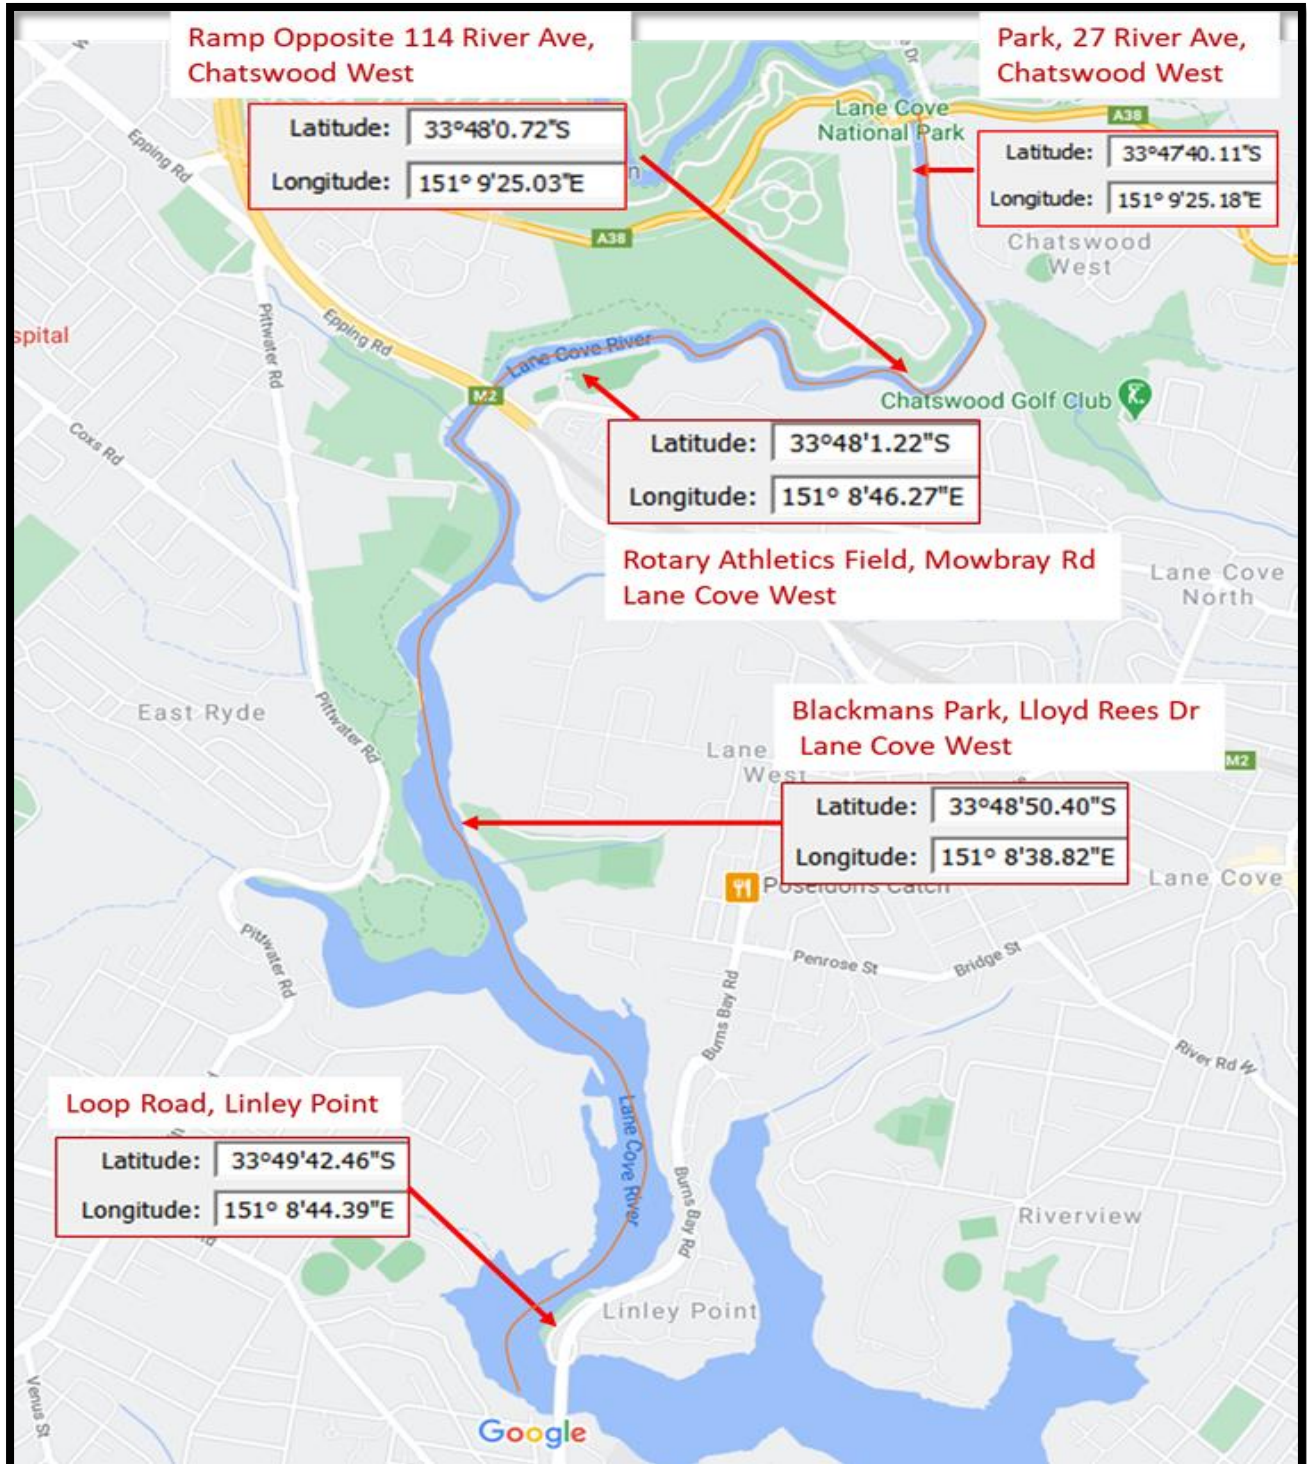 Ramp Opposite 114 River Ave,
Chatswood West
Latitude: 33°48'0.72"S
Longitude: 151° 9'25.03"E
Park, 27 River Ave,
Chatswood West
Latitude: 33°47'40.11"S
Longitude: 151° 9'25.18"E
Lane Cove
National Park
A38
A38
Chatswood
West
Epping Rd
Epping Rd
Pittwater Rd
spital
Lane Cove River
M2
Chatswood Golf Club
Coxs Rd
Latitude: 33°48'1.22"S
Longitude: 151° 8'46.27"E
Rotary Athletics Field, Mowbray Rd
Lane Cove West
Lane Cove
North
East Ryde
Pittwater Rd
Blackmans Park, Lloyd Rees Dr
Lane Cove West
Lane
West
M2
Latitude: 33°48'50.40"S
Longitude: 151° 8'38.82"E
Poseidon's Catch
Lane Cove
Pittwater Rd
Penrose St
Bridge St
Burns Bay Rd
River Rd W
Loop Road, Linley Point
Latitude: 33°49'42.46"S
Longitude: 151° 8'44.39"E
Lane Cove River
Burns Bay Rd
Riverview
Linley Point
Venus St
Google